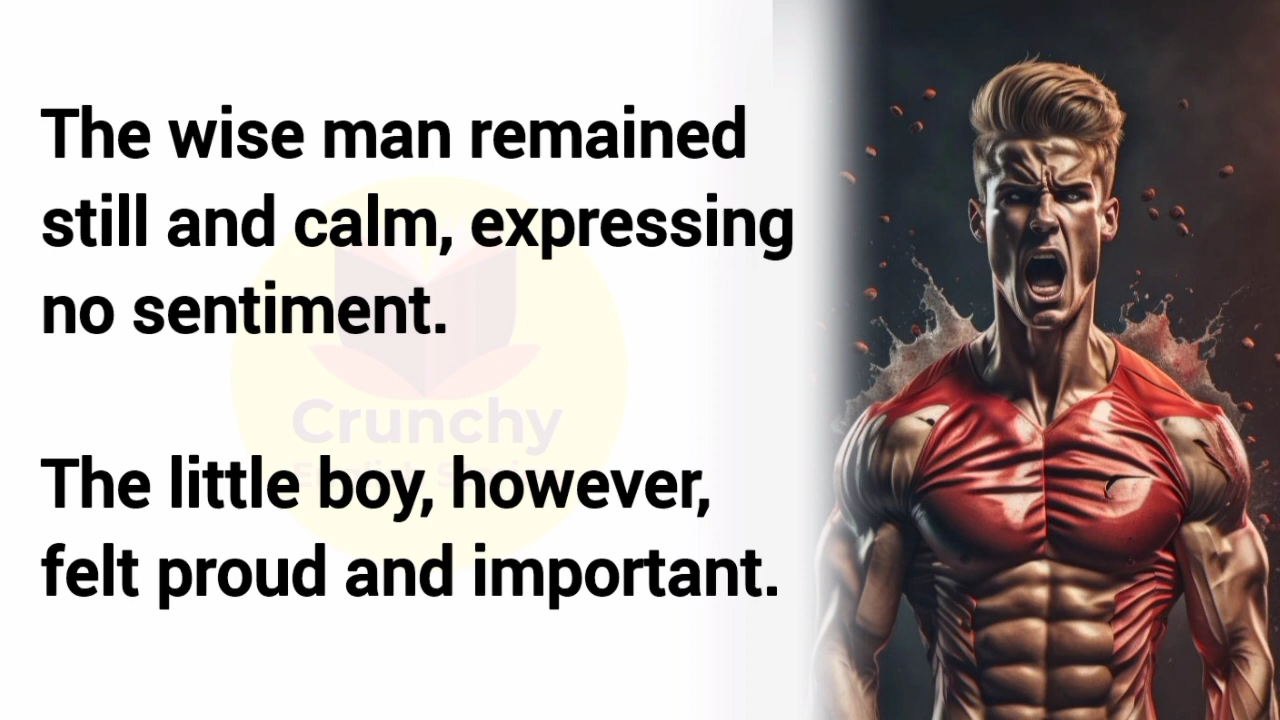 The wise man remained
still and calm, expressing
no sentiment.
The little boy, however,
felt proud and important.
Crunchy